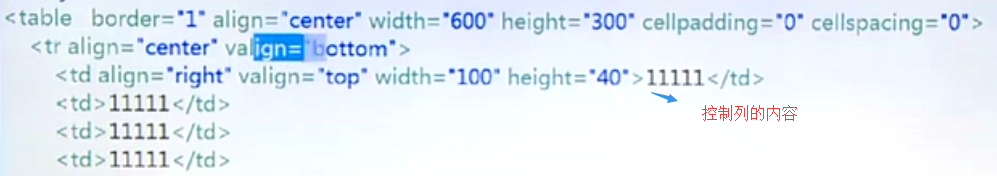 <table border="1" align="center" width="600" height="300" cellpadding="0" cellspacing="0">
<tr align="center" valign="bottom">
<td align="right" valign="top" width="100" height="40">11111</td>
<td>11111</td>
控制列的内容
<td>11111</td>
<td>11111</td>